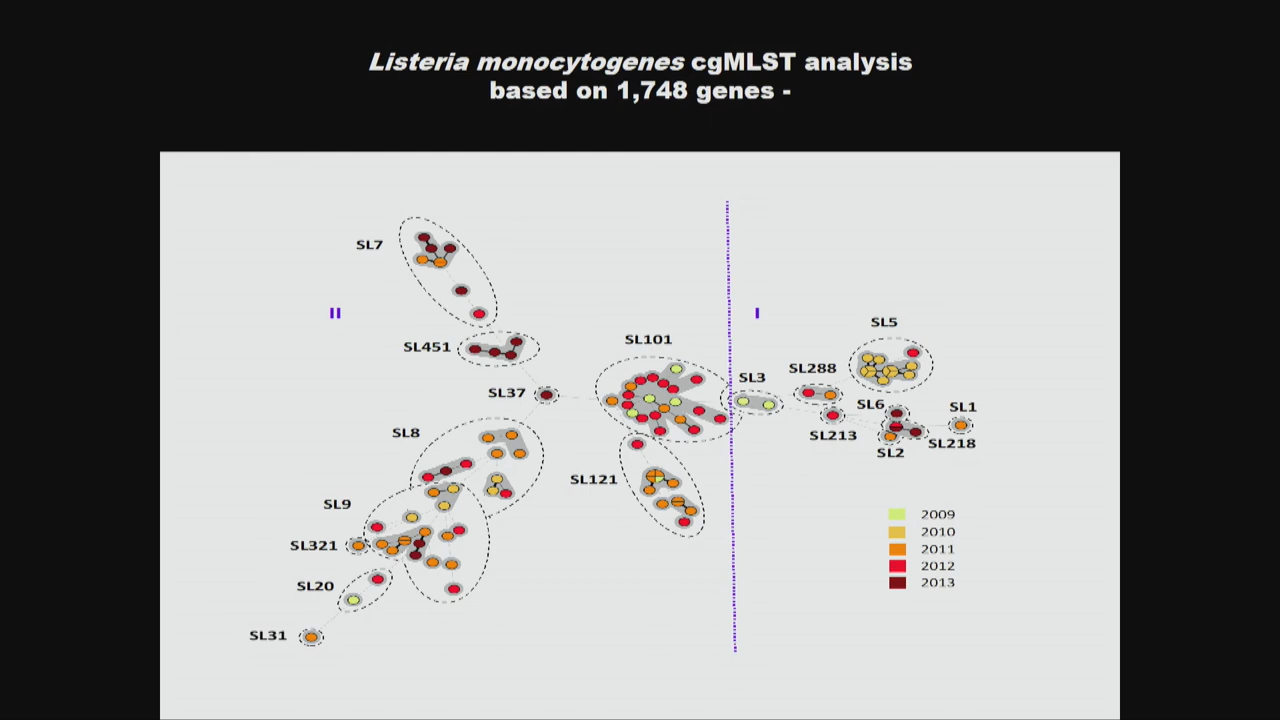 Listeria monocytogenes cgMLST analysis
based on 1,748 genes -
SL7
II
I
SL5
SL101
SL451
SL288
SL3
SL37
SL6
SL1
SL8
SL213
SL218
SL2
SL121
SL9
2009
2010
SL321
2011
2012
SL20
2013
SL31